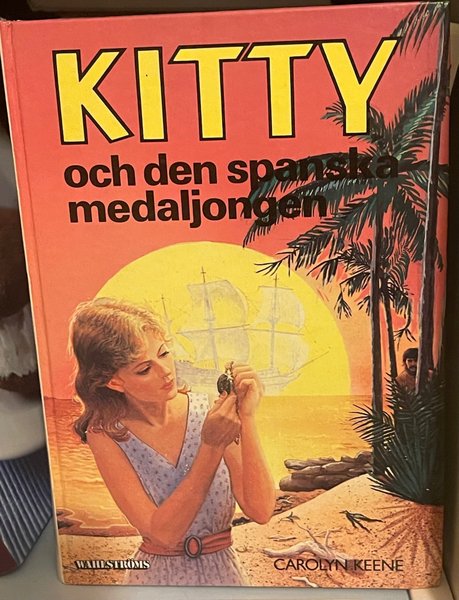 KITTY
och den spanska
medaljongen
WAHLSTRÖMS
CAROLYN KEENE